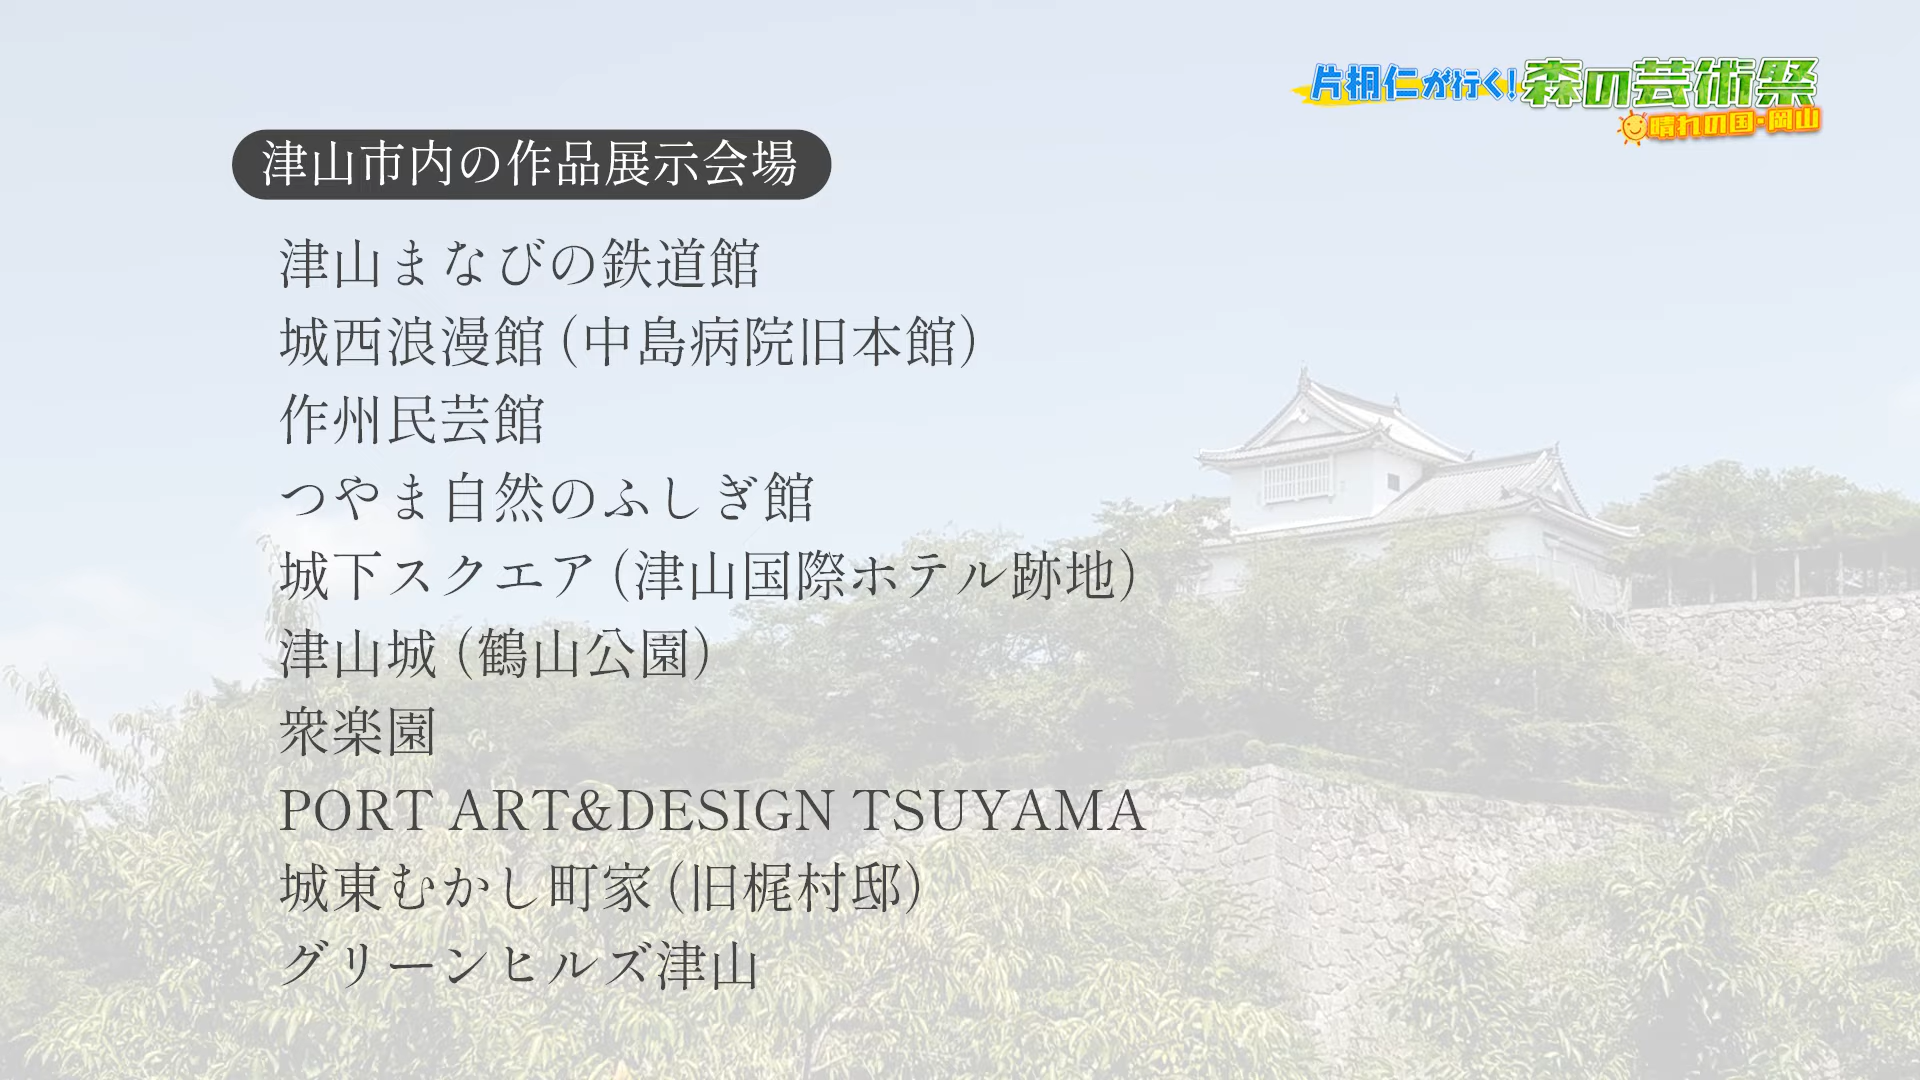 片桐仁が行く!森の芸術祭
晴れの国・岡山
津山市内の作品展示会場
津山まなびの鉄道館
城西浪漫館(中島病院旧本館)
作州民芸館
つやま自然のふしぎ館
城下スクエア(津山国際ホテル跡地)
津山城(鶴山公園)
衆楽園
PORT ART&DESIGN TSUYAMA
城東むかし町家(旧梶村邸)
グリーンヒルズ津山